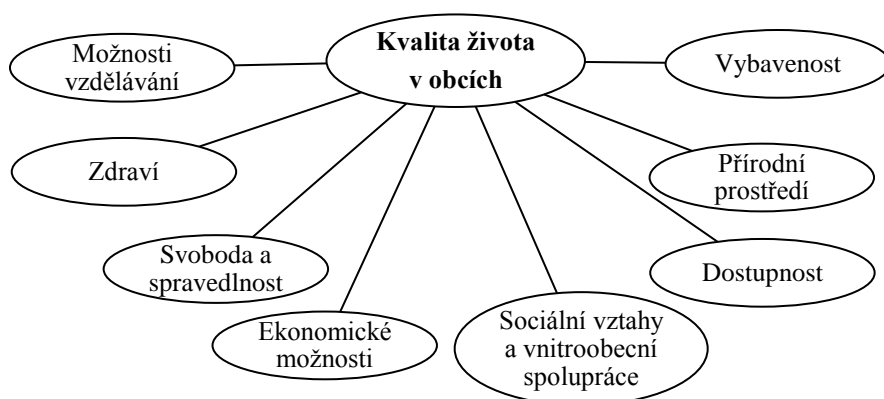 Kvalita života
v obcích
Možnosti
vzdělávání
Vybavenost
Zdraví
Přírodní
prostředí
Svoboda a
spravedlnost
Dostupnost
Ekonomické
možnosti
Sociální vztahy
a vnitroobecní
spolupráce